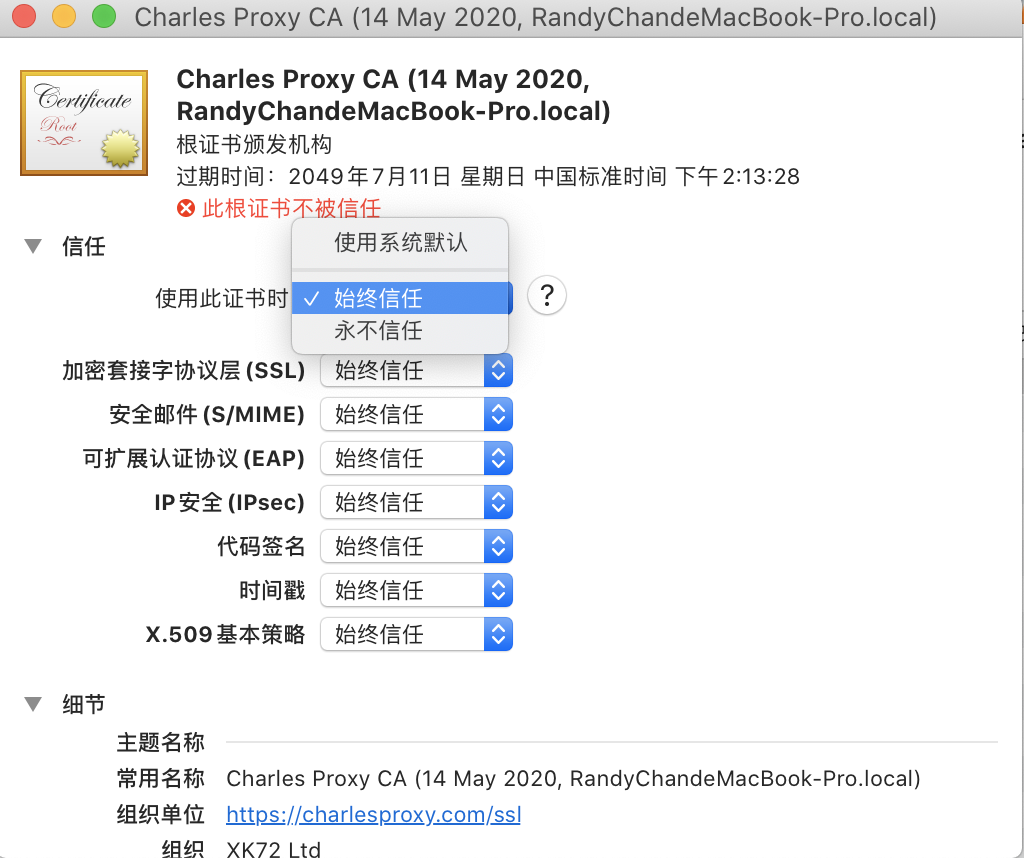 Charles Proxy CA (14 May 2020, RandyChandeMacBook-Pro.local)
Certificate
Root
Charles Proxy CA (14 May 2020,
RandyChandeMacBook-Pro.local)
根证书颁发机构
过期时间：2049年7月11日 星期日 中国标准时间 下午2:13:28
此根证书不被信任
信任
使用系统默认
使用此证书时 ✓ 始终信任 ?
永不信任
加密套接字协议层 (SSL) 始终信任
安全邮件 (S/MIME) 始终信任
可扩展认证协议 (EAP) 始终信任
IP 安全 (IPsec) 始终信任
代码签名 始终信任
时间戳 始终信任
X.509 基本策略 始终信任
细节
主题名称
常用名称 Charles Proxy CA (14 May 2020, RandyChandeMacBook-Pro.local)
组织单位 https://charlesproxy.com/ssl
组织 XK72 Ltd